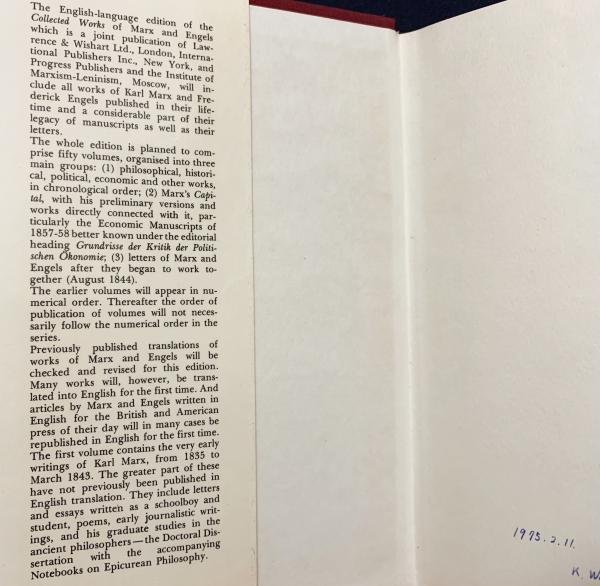 The English-language edition of the
Collected Works of Marx and Engels
which is a joint publication of Law-
rence & Wishart Ltd., London, Interna-
tional Publishers Inc., New York, and
Progress Publishers and the Institute of
Marxism-Leninism, Moscow, will in-
clude all works of Karl Marx and Fre-
derick Engels published in their life-
time and a considerable part of their
legacy of manuscripts as well as their
letters.
The whole edition is planned to com-
prise fifty volumes, organised into three
main groups: (1) philosophical, histori-
cal, political, economic and other works,
in chronological order; (2) Marx's Capi-
tal, with his preliminary versions and
works directly connected with it, par-
ticularly the Economic Manuscripts of
1857-58 better known under the editorial
heading Grundrisse der Kritik der Politi-
schen Ökonomie; (3) letters of Marx and
Engels after they began to work to-
gether (August 1844).
The earlier volumes will appear in nu-
merical order. Thereafter the order of
publication of volumes will not neces-
sarily follow the numerical order in the
series.
Previously published translations of
works of Marx and Engels will be
checked and revised for this edition.
Many works will, however, be trans-
lated into English for the first time. And
articles by Marx and Engels written in
English for the British and American
press of their day will in many cases be
republished in English for the first time.
The first volume contains the very early
writings of Karl Marx, from 1835 to
March 1843. The greater part of these
have not previously been published in
English translation. They include letters
and essays written as a schoolboy and
student, poems, early journalistic writ-
ings, and his graduate studies in the
ancient philosophers—the Doctoral Dis-
sertation with the accompanying
Notebooks on Epicurean Philosophy.
1975.2.11.
K. W